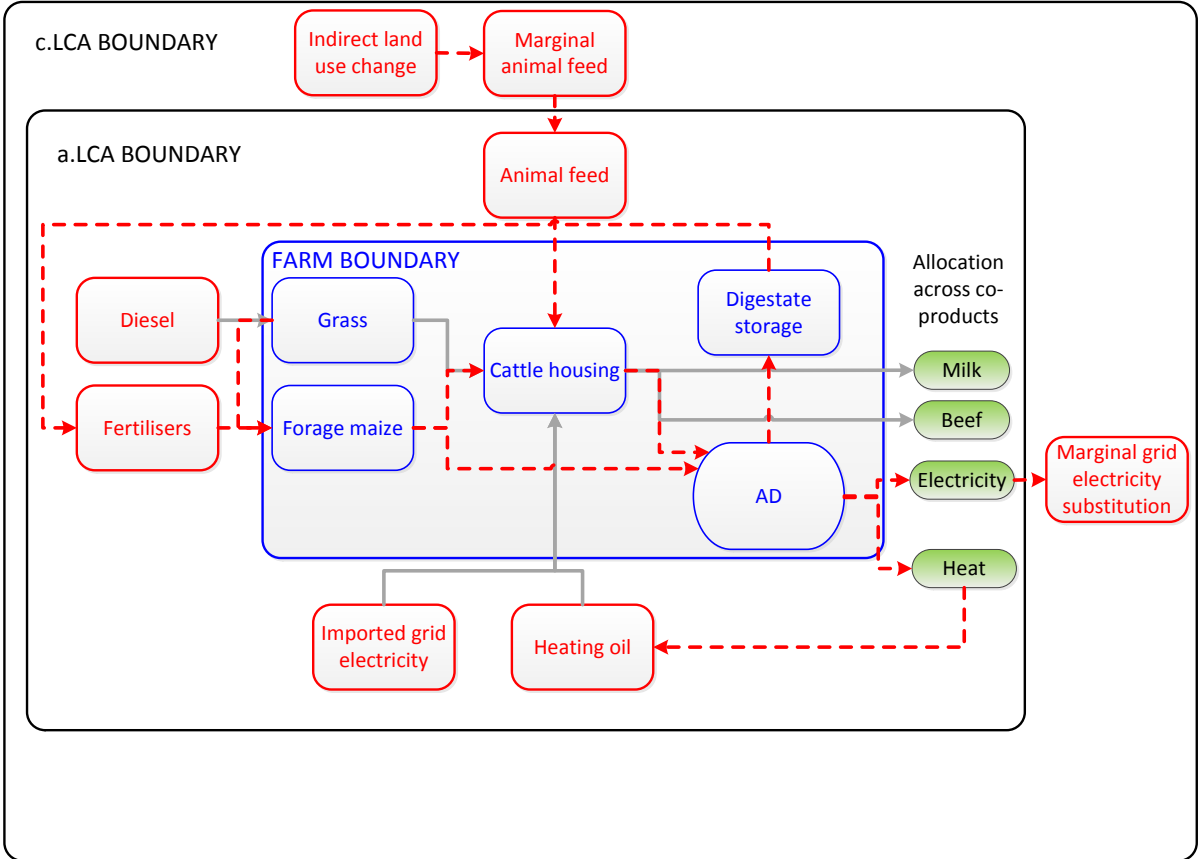 c.LCA BOUNDARY
Indirect land
use change
Marginal
animal feed
a.LCA BOUNDARY
Animal feed
FARM BOUNDARY
Allocation
across co-
products
Diesel
Grass
Digestate
storage
Cattle housing
Milk
Fertilisers
Forage maize
Beef
AD
Electricity
Marginal grid
electricity
substitution
Heat
Imported grid
electricity
Heating oil